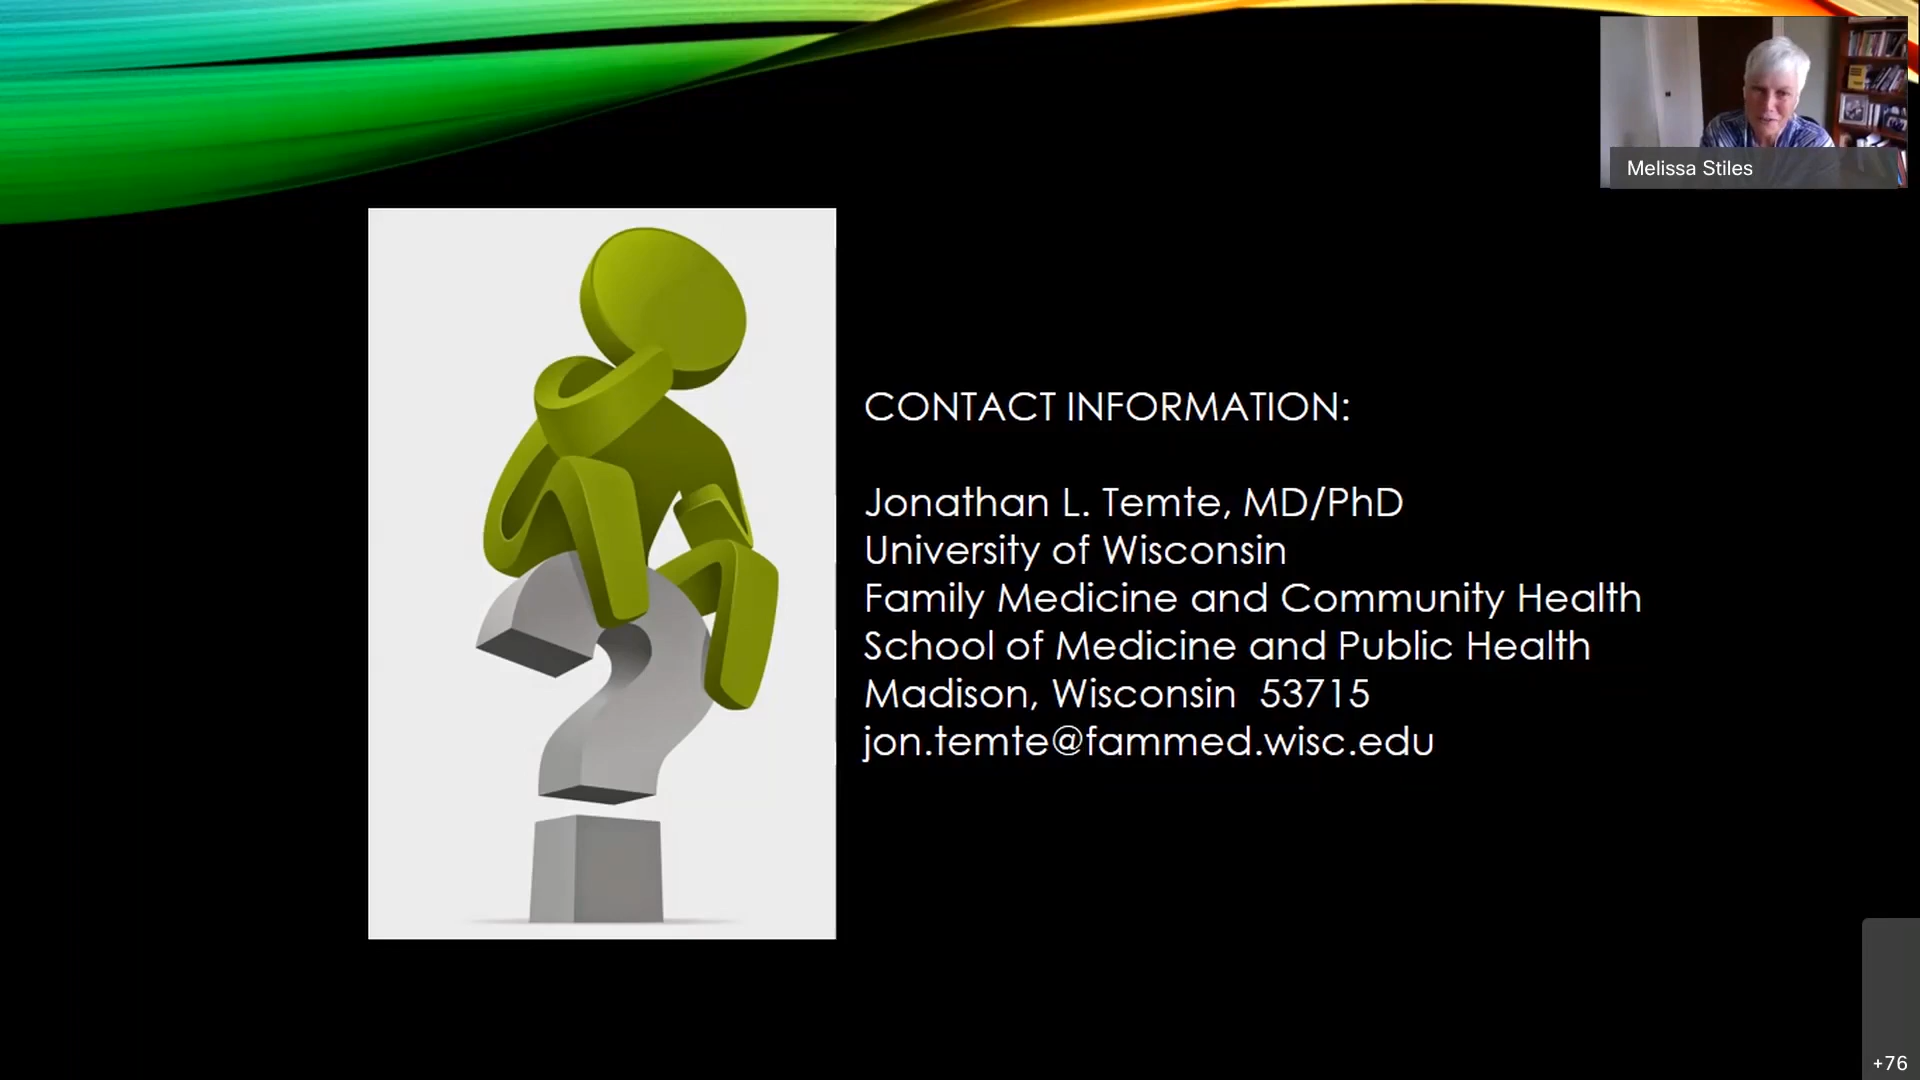 Melissa Stiles
CONTACT INFORMATION:
Jonathan L. Temte, MD/PhD
University of Wisconsin
Family Medicine and Community Health
School of Medicine and Public Health
Madison, Wisconsin 53715
jon.temte@fammed.wisc.edu
+76